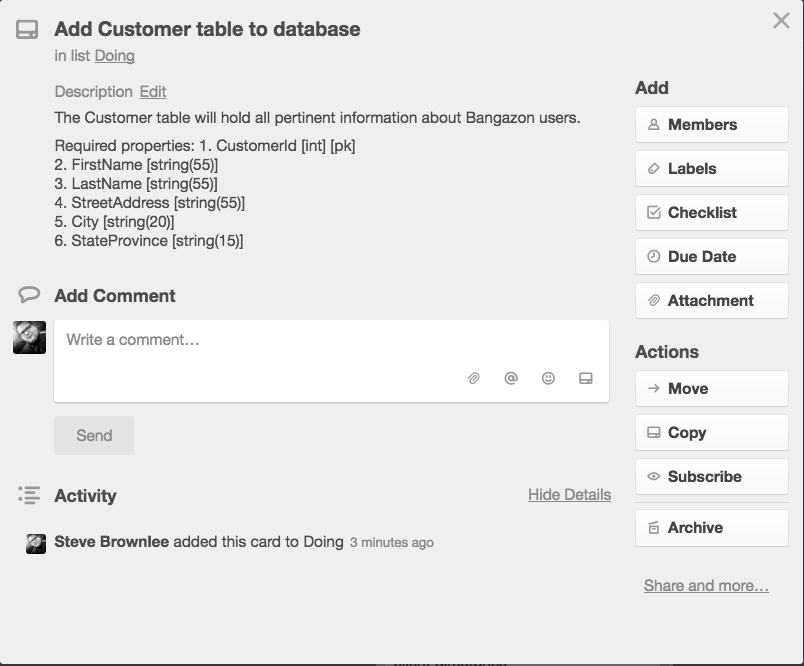 Add Customer table to database
in list Doing
Description Edit
The Customer table will hold all pertinent information about Bangazon users.
Required properties: 1. CustomerId [int] [pk]
2. FirstName [string(55)]
3. LastName [string(55)]
4. StreetAddress [string(55)]
5. City [string(20)]
6. StateProvince [string(15)]
Add Comment
Write a comment…
Send
Activity
Hide Details
Steve Brownlee added this card to Doing 3 minutes ago
Add
Members
Labels
Checklist
Due Date
Attachment
Actions
Move
Copy
Subscribe
Archive
Share and more…